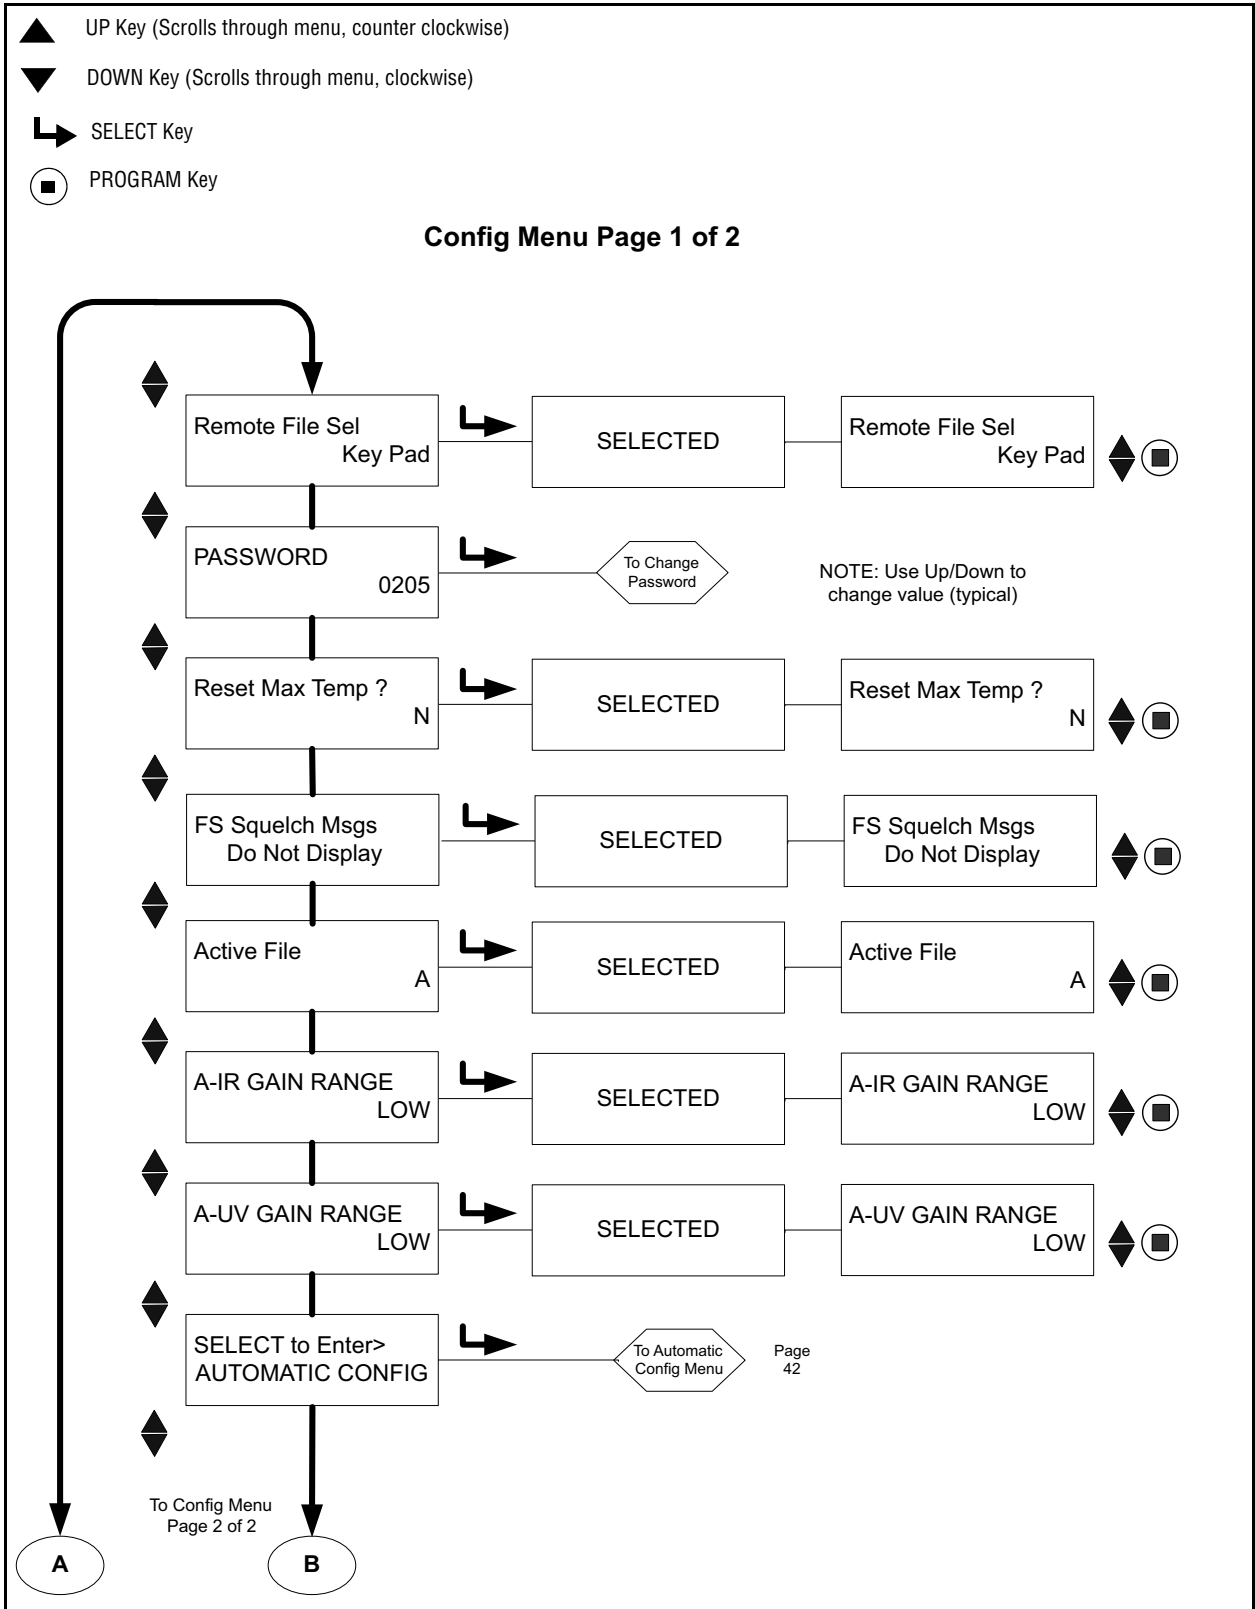 UP Key (Scrolls through menu, counter clockwise)
DOWN Key (Scrolls through menu, clockwise)
SELECT Key
PROGRAM Key
Config Menu Page 1 of 2
Remote File Sel
Key Pad
SELECTED
Remote File Sel
Key Pad
PASSWORD
0205
To Change
Password
NOTE: Use Up/Down to
change value (typical)
Reset Max Temp ?
N
SELECTED
Reset Max Temp ?
N
FS Squelch Msgs
Do Not Display
SELECTED
FS Squelch Msgs
Do Not Display
Active File
A
SELECTED
Active File
A
A-IR GAIN RANGE
LOW
SELECTED
A-IR GAIN RANGE
LOW
A-UV GAIN RANGE
LOW
SELECTED
A-UV GAIN RANGE
LOW
SELECT to Enter>
AUTOMATIC CONFIG
To Automatic
Config Menu
Page
42
To Config Menu
Page 2 of 2
A
B